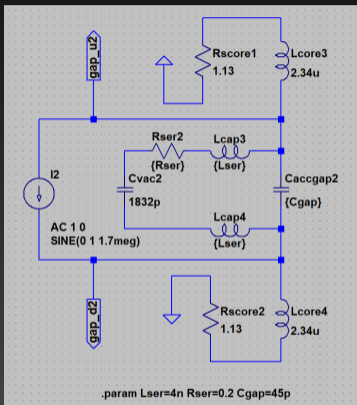 gap_u2
Rscore1
1.13
Lcore3
2.34u
Rser2
{Rser}
Lcap3
{Lser}
I2
Cvac2
1832p
Caccgap2
{Cgap}
AC 1 0
SINE(0 1 1.7meg)
Lcap4
{Lser}
gap_d2
Rscore2
1.13
Lcore4
2.34u
.param Lser=4n Rser=0.2 Cgap=45p